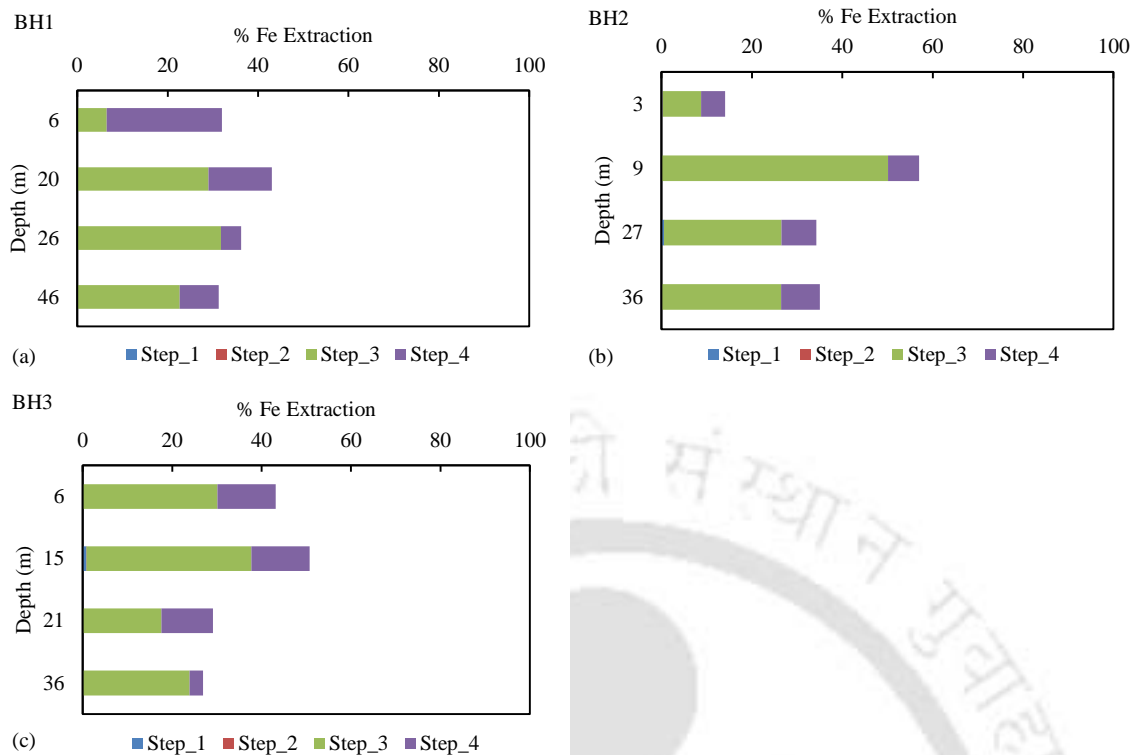 BH1
% Fe Extraction
0 20 40 60 80 100
Depth (m)
6
20
26
46
(a)
Step_1 Step_2 Step_3 Step_4
BH2
% Fe Extraction
0 20 40 60 80 100
Depth (m)
3
9
27
36
(b)
Step_1 Step_2 Step_3 Step_4
BH3
% Fe Extraction
0 20 40 60 80 100
Depth (m)
6
15
21
36
(c)
Step_1 Step_2 Step_3 Step_4
संस्थान